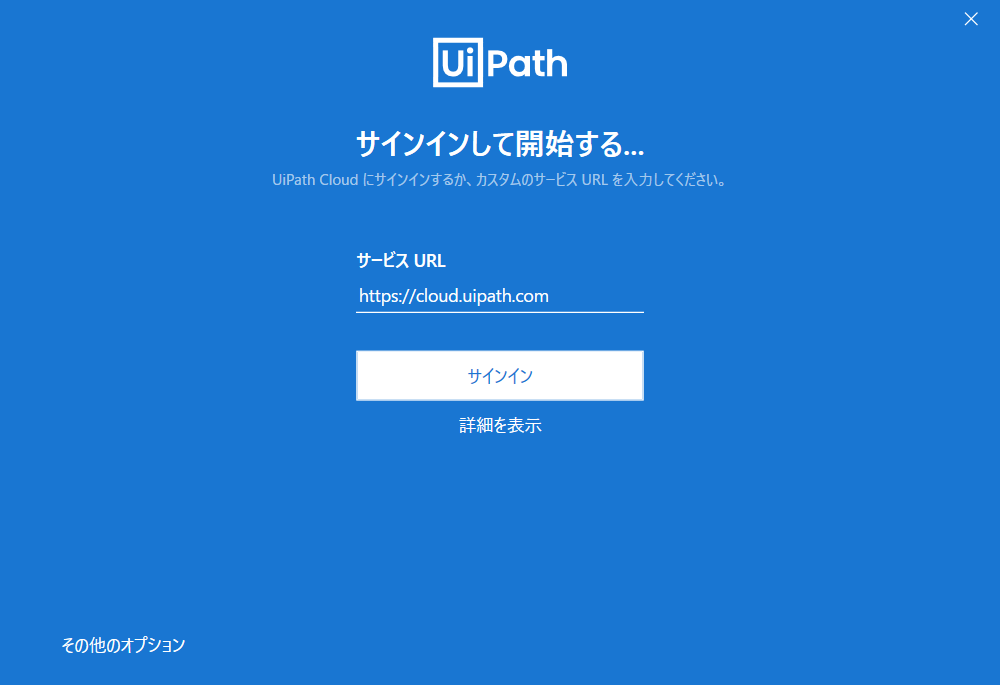 UiPath
サインインして開始する...
UiPath Cloud にサインインするか、カスタムのサービス URL を入力してください。
サービス URL
https://cloud.uipath.com
サインイン
詳細を表示
その他のオプション